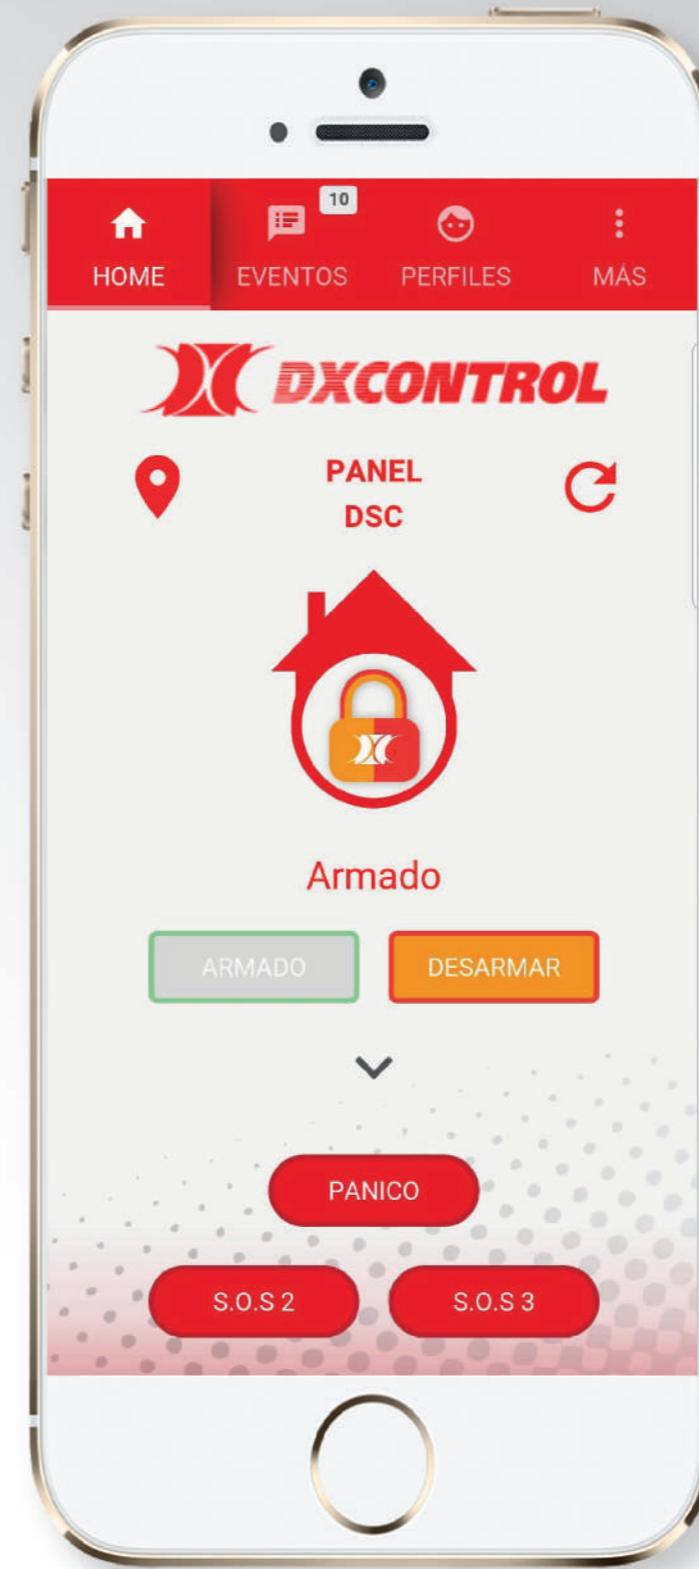 10
HOME
EVENTOS
PERFILES
MÁS
DXCONTROL
PANEL
DSC
Armado
ARMADO
DESARMAR
PANICO
S.O.S 2
S.O.S 3